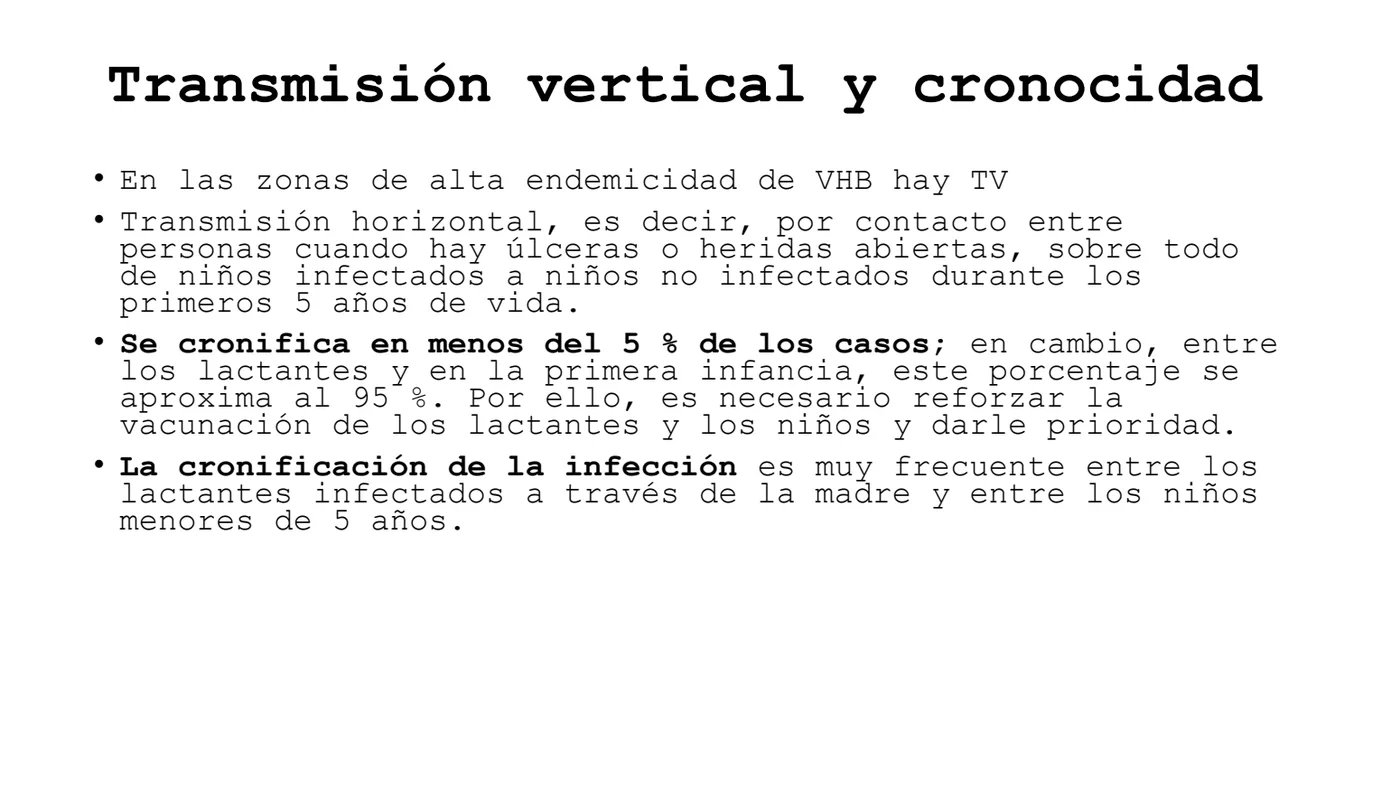 Transmisión vertical y cronocidad
• En las zonas de alta endemicidad de VHB hay TV
• Transmisión horizontal, es decir, por contacto entre
personas cuando hay úlceras o heridas abiertas, sobre todo
de niños infectados a niños no infectados durante los
primeros 5 años de vida.
• Se cronifica en menos del 5 % de los casos; en cambio, entre
los lactantes y en la primera infancia, este porcentaje se
aproxima al 95 %. Por ello, es necesario reforzar la
vacunación de los lactantes y los niños y darle prioridad.
• La cronificación de la infección es muy frecuente entre los
lactantes infectados a través de la madre y entre los niños
menores de 5 años.